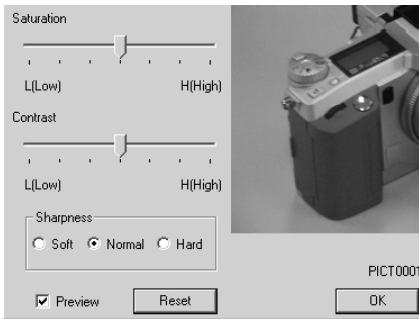 Saturation
L(Low) H(High)
Contrast
L(Low) H(High)
Sharpness
Soft Normal Hard
PICT0001
Preview Reset OK